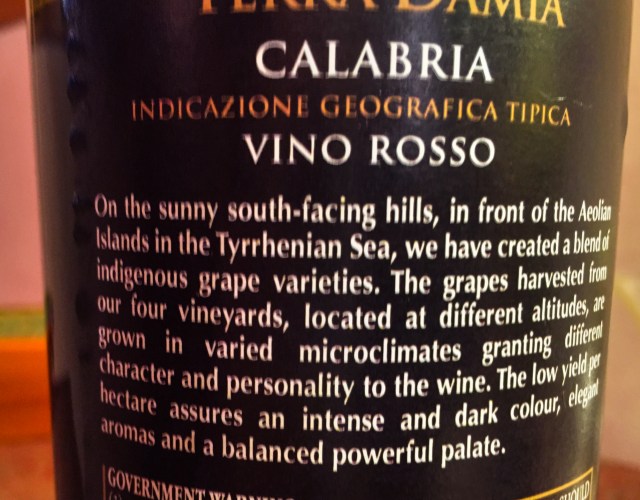 TERRA DAMIA
CALABRIA
INDICAZIONE GEOGRAFICA TIPICA
VINO ROSSO
On the sunny south-facing hills, in front of the Aeolian
Islands in the Tyrrhenian Sea, we have created a blend of
indigenous grape varieties. The grapes harvested from
our four vineyards, located at different altitudes, are
grown in varied microclimates granting different
character and personality to the wine. The low yield per
hectare assures an intense and dark colour, elegant
aromas and a balanced powerful palate.
GOVERNMENT WARNING SHOULD